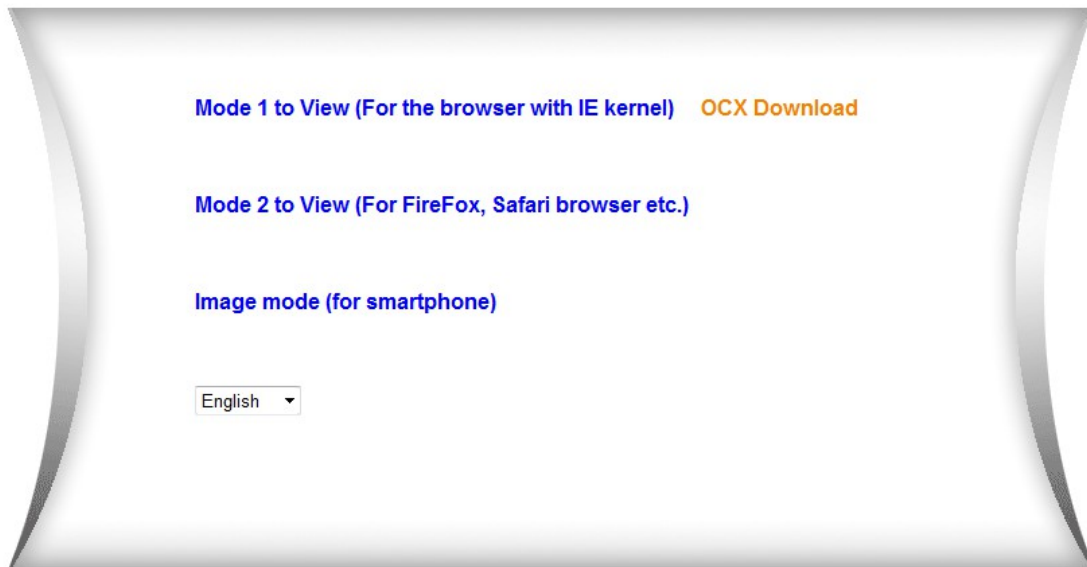 Mode 1 to View (For the browser with IE kernel) OCX Download
Mode 2 to View (For FireFox, Safari browser etc.)
Image mode (for smartphone)
English